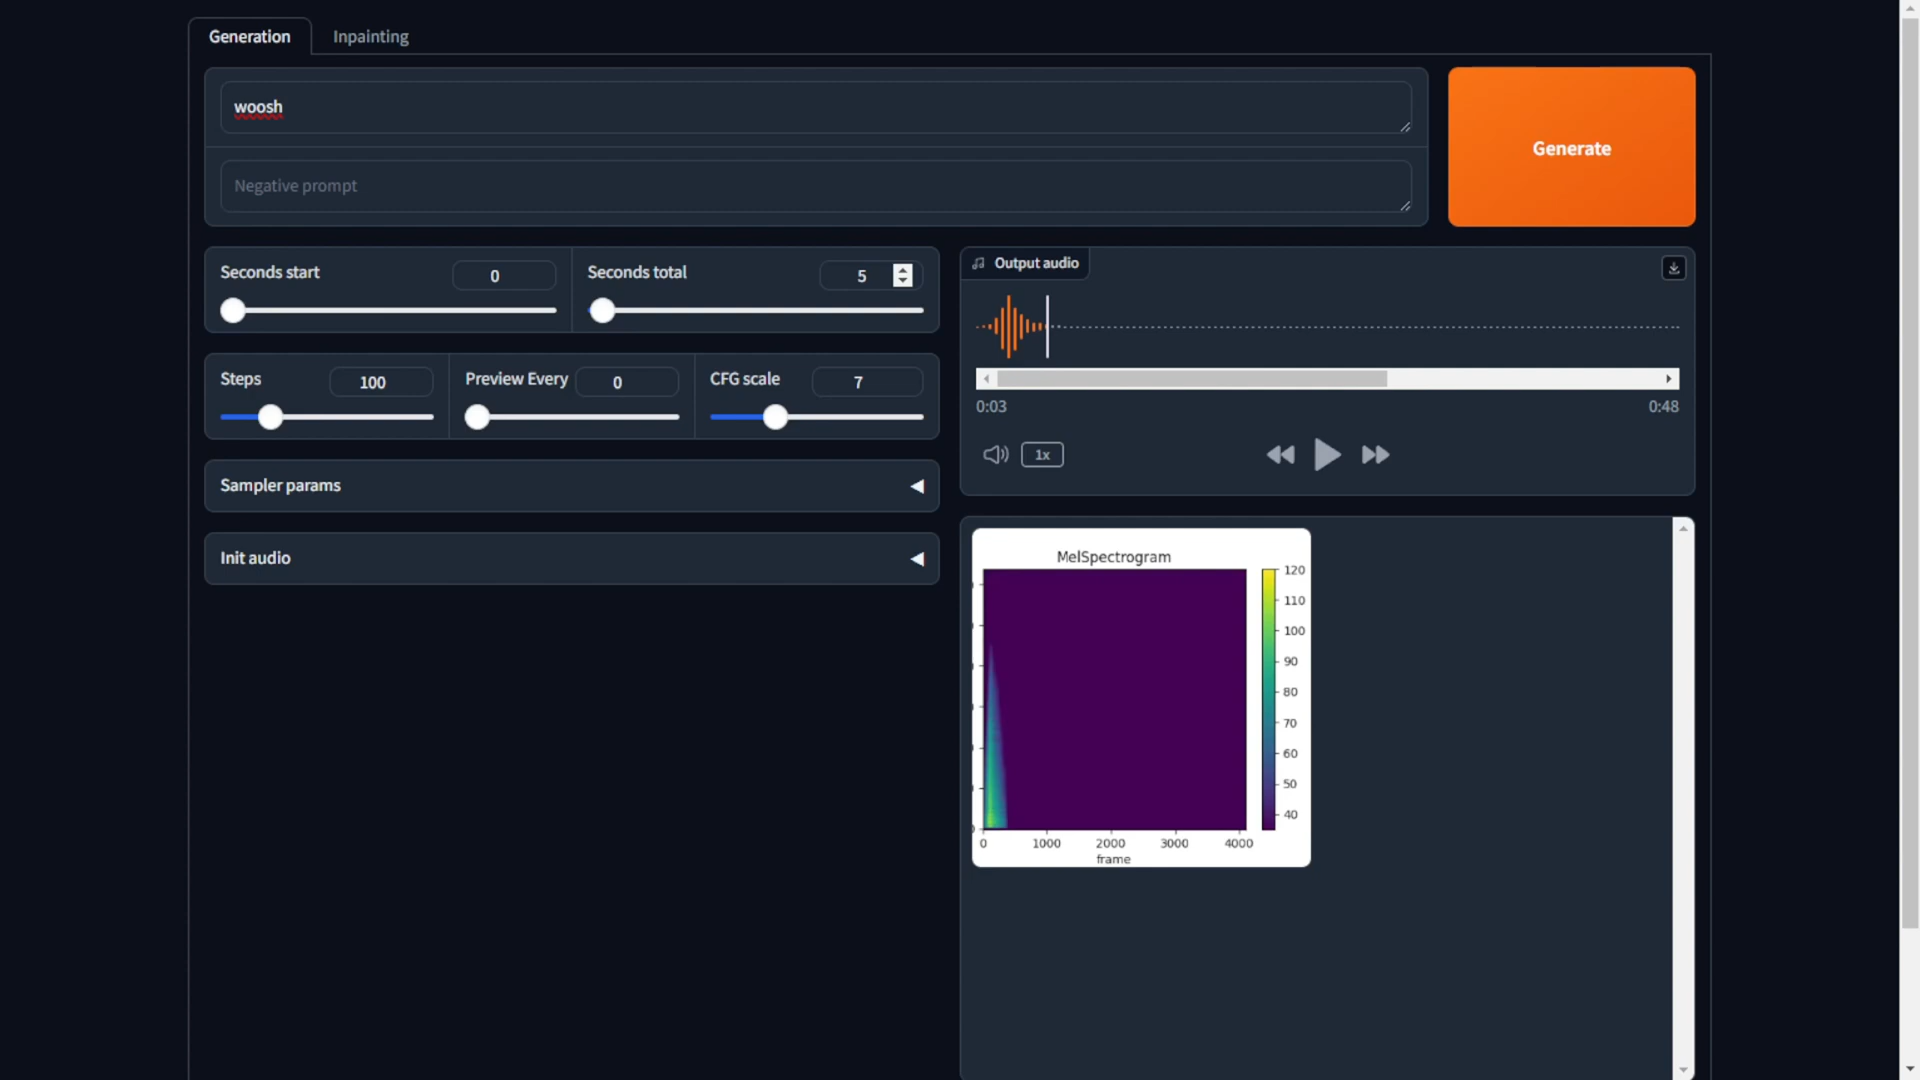 Generation
Inpainting
woosh
Negative prompt
Generate
Seconds start
0
Seconds total
5
Steps
100
Preview Every
0
CFG scale
7
Sampler params
Init audio
Output audio
0:03
0:48
1x
MelSpectrogram
120
110
100
90
80
70
60
50
40
0
1000
2000
3000
4000
frame